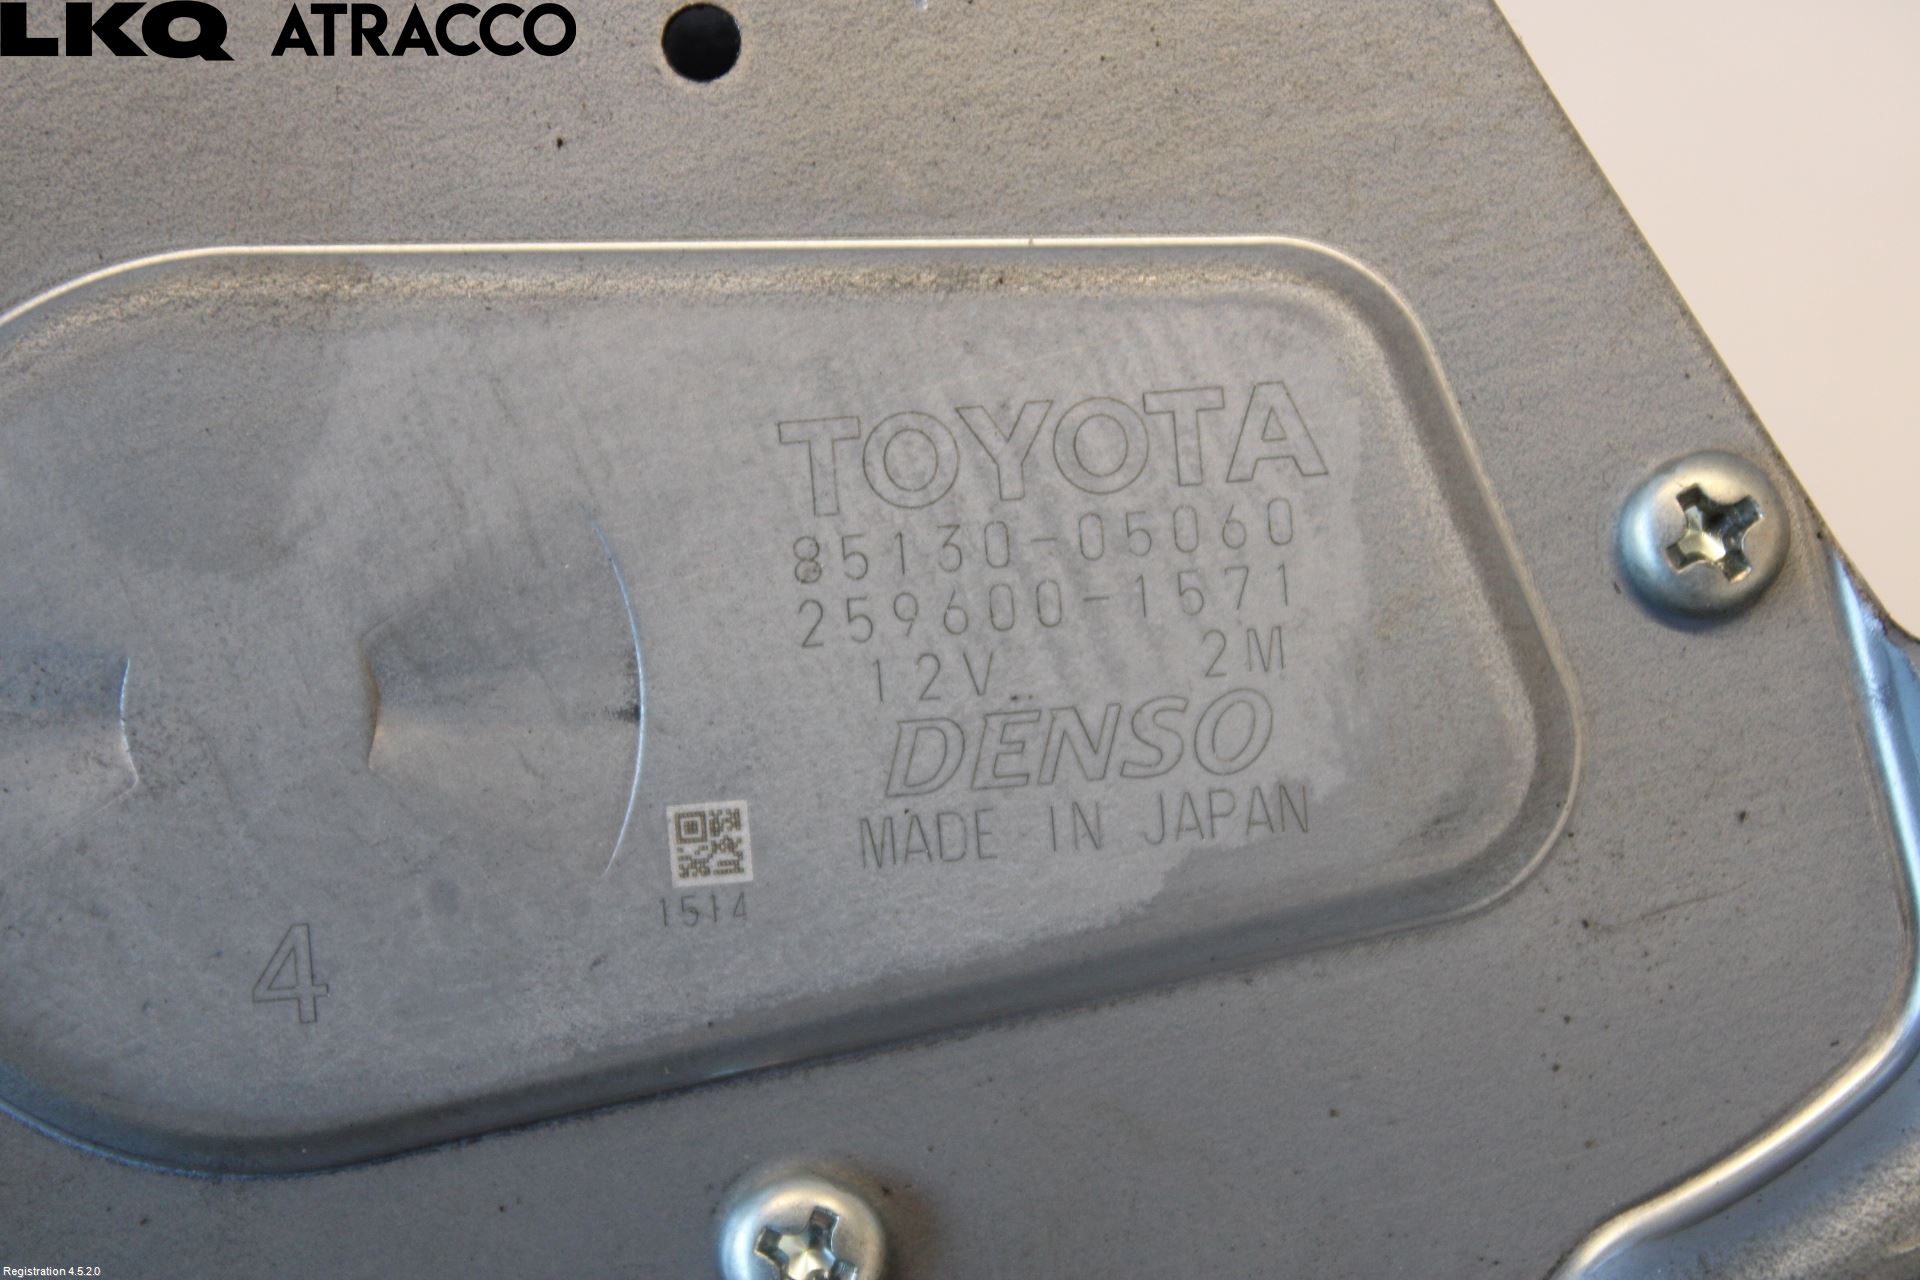 LKQ ATRACCO
TOYOTA
85130-05060
259600-1571
12V 2M
DENSO
MADE IN JAPAN
1514
4
Registration 4.5.2.0